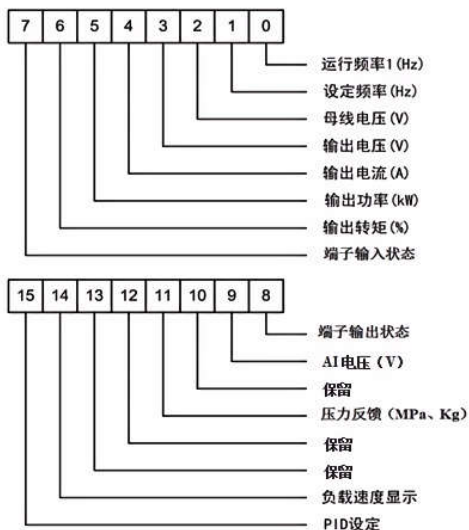 7 6 5 4 3 2 1 0
运行频率1(Hz)
设定频率(Hz)
母线电压(V)
输出电压(V)
输出电流(A)
输出功率(kW)
输出转矩(%)
端子输入状态
15 14 13 12 11 10 9 8
端子输出状态
AI电压（V）
保留
压力反馈（MPa、Kg）
保留
保留
负载速度显示
PID设定